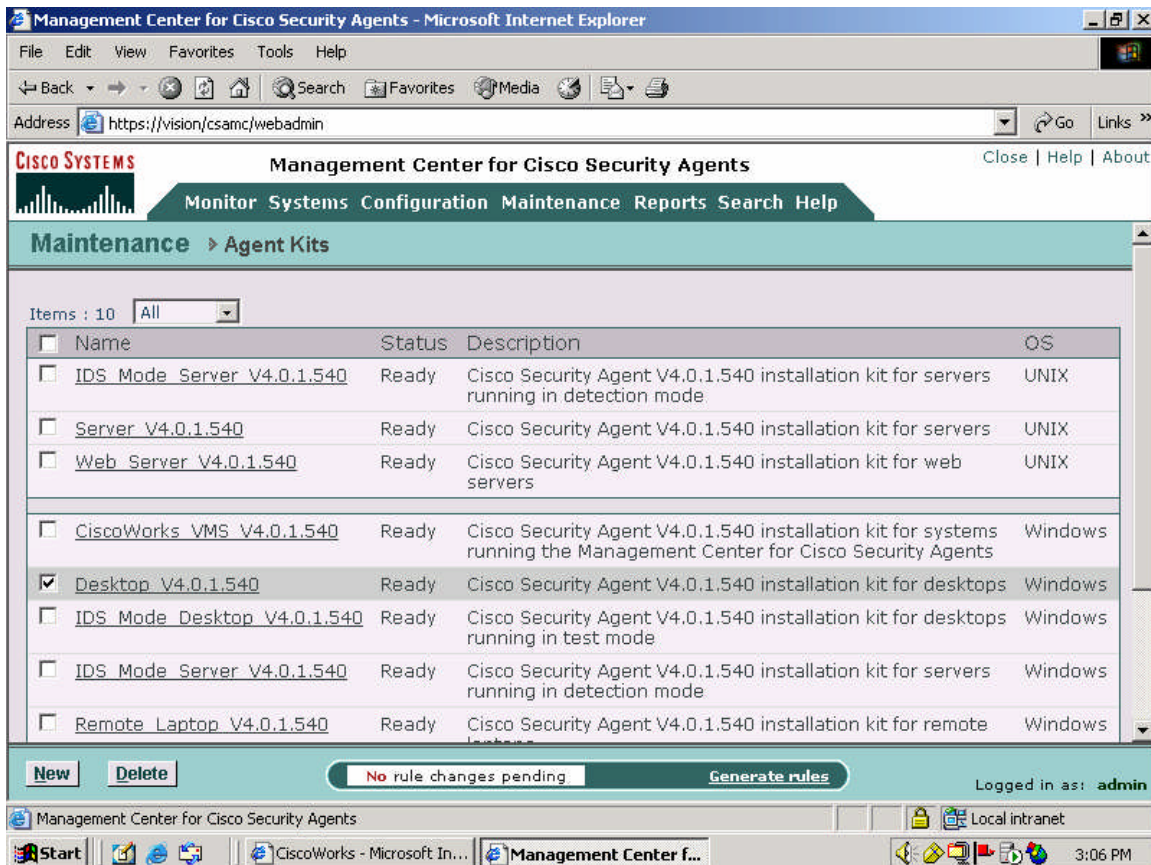 Management Center for Cisco Security Agents - Microsoft Internet Explorer
File Edit View Favorites Tools Help
Back Search Favorites Media
Address https://vision/csamc/webadmin Go Links »
CISCO SYSTEMS
Management Center for Cisco Security Agents
Close | Help | About
Monitor Systems Configuration Maintenance Reports Search Help
Maintenance Agent Kits
Items : 10 All
Name Status Description OS
IDS_Mode_Server_V4.0.1.540 Ready Cisco Security Agent V4.0.1.540 installation kit for servers UNIX
running in detection mode
Server_V4.0.1.540 Ready Cisco Security Agent V4.0.1.540 installation kit for servers UNIX
Web_Server_V4.0.1.540 Ready Cisco Security Agent V4.0.1.540 installation kit for web UNIX
servers
CiscoWorks_VMS_V4.0.1.540 Ready Cisco Security Agent V4.0.1.540 installation kit for systems Windows
running the Management Center for Cisco Security Agents
Desktop_V4.0.1.540 Ready Cisco Security Agent V4.0.1.540 installation kit for desktops Windows
IDS_Mode_Desktop_V4.0.1.540 Ready Cisco Security Agent V4.0.1.540 installation kit for desktops Windows
running in test mode
IDS_Mode_Server_V4.0.1.540 Ready Cisco Security Agent V4.0.1.540 installation kit for servers Windows
running in detection mode
Remote_Laptop_V4.0.1.540 Ready Cisco Security Agent V4.0.1.540 installation kit for remote Windows
New Delete No rule changes pending Generate rules
Logged in as: admin
Management Center for Cisco Security Agents Local intranet
Start CiscoWorks - Microsoft In... Management Center f... 3:06 PM